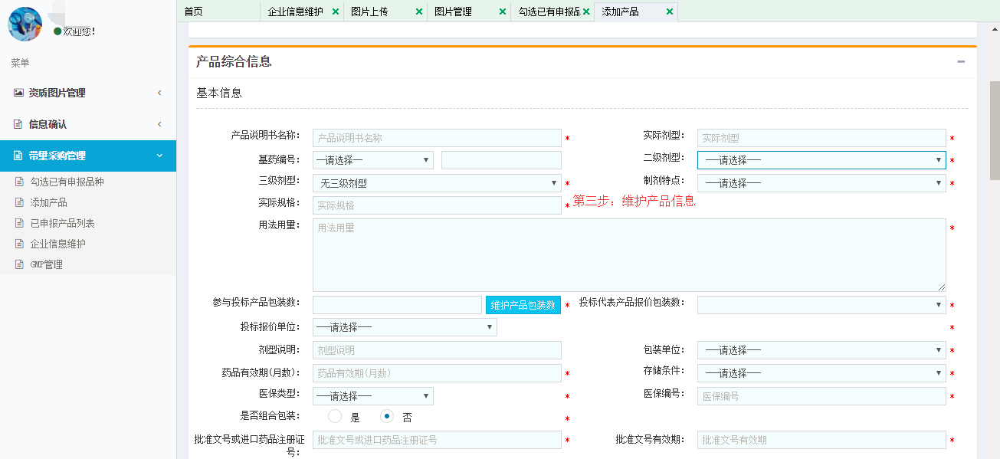 首页 企业信息维护 × 图片上传 × 图片管理 × 勾选已有申报品 × 添加产品 ×
欢迎您!
菜单
资质图片管理
信息确认
带量采购管理
勾选已有申报品种
添加产品
已申报产品列表
企业信息维护
GMP管理
产品综合信息
基本信息
产品说明书名称: 产品说明书名称 * 实际剂型: 实际剂型 *
基药编号: —请选择— 二级剂型: ——请选择—— *
三级剂型: 无三级剂型 * 制剂特点: ——请选择—— *
实际规格: 实际规格 * 第三步：维护产品信息
用法用量: 用法用量 *
参与投标产品包装数: 维护产品包装数 * 投标代表产品报价包装数: *
投标报价单位: ——请选择—— *
剂型说明: 剂型说明 包装单位: ——请选择—— *
药品有效期(月数): 药品有效期(月数) * 存储条件: ——请选择—— *
医保类型: ——请选择—— * 医保编号: 医保编号 *
是否组合包装: 是 否 *
批准文号或进口药品注册证号: 批准文号或进口药品注册证号 * 批准文号有效期: 批准文号有效期 *